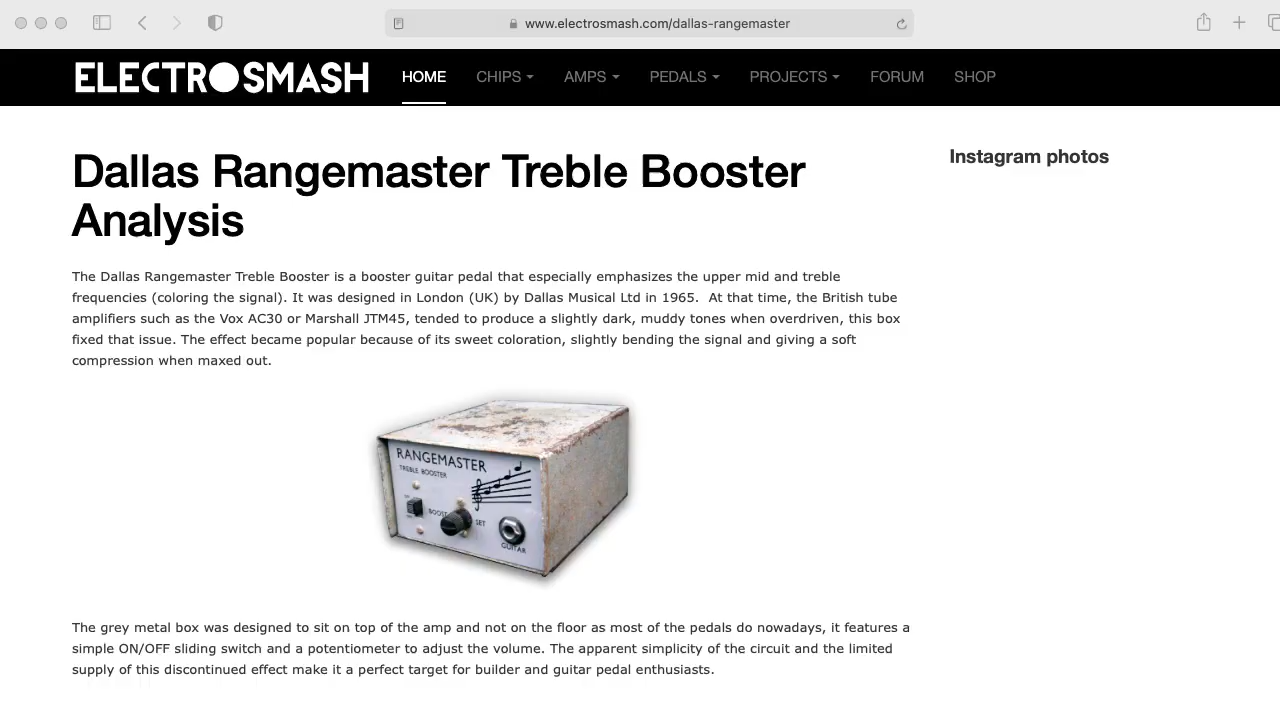 www.electrosmash.com/dallas-rangemaster
ELECTROSMASH HOME CHIPS AMPS PEDALS PROJECTS FORUM SHOP
Dallas Rangemaster Treble Booster
Analysis
Instagram photos
The Dallas Rangemaster Treble Booster is a booster guitar pedal that especially emphasizes the upper mid and treble
frequencies (coloring the signal). It was designed in London (UK) by Dallas Musical Ltd in 1965.  At that time, the British tube
amplifiers such as the Vox AC30 or Marshall JTM45, tended to produce a slightly dark, muddy tones when overdriven, this box
fixed that issue. The effect became popular because of its sweet coloration, slightly bending the signal and giving a soft
compression when maxed out.
RANGEMASTER
TREBLE BOOSTER
BOOST SET
GUITAR
The grey metal box was designed to sit on top of the amp and not on the floor as most of the pedals do nowadays, it features a
simple ON/OFF sliding switch and a potentiometer to adjust the volume. The apparent simplicity of the circuit and the limited
supply of this discontinued effect make it a perfect target for builder and guitar pedal enthusiasts.